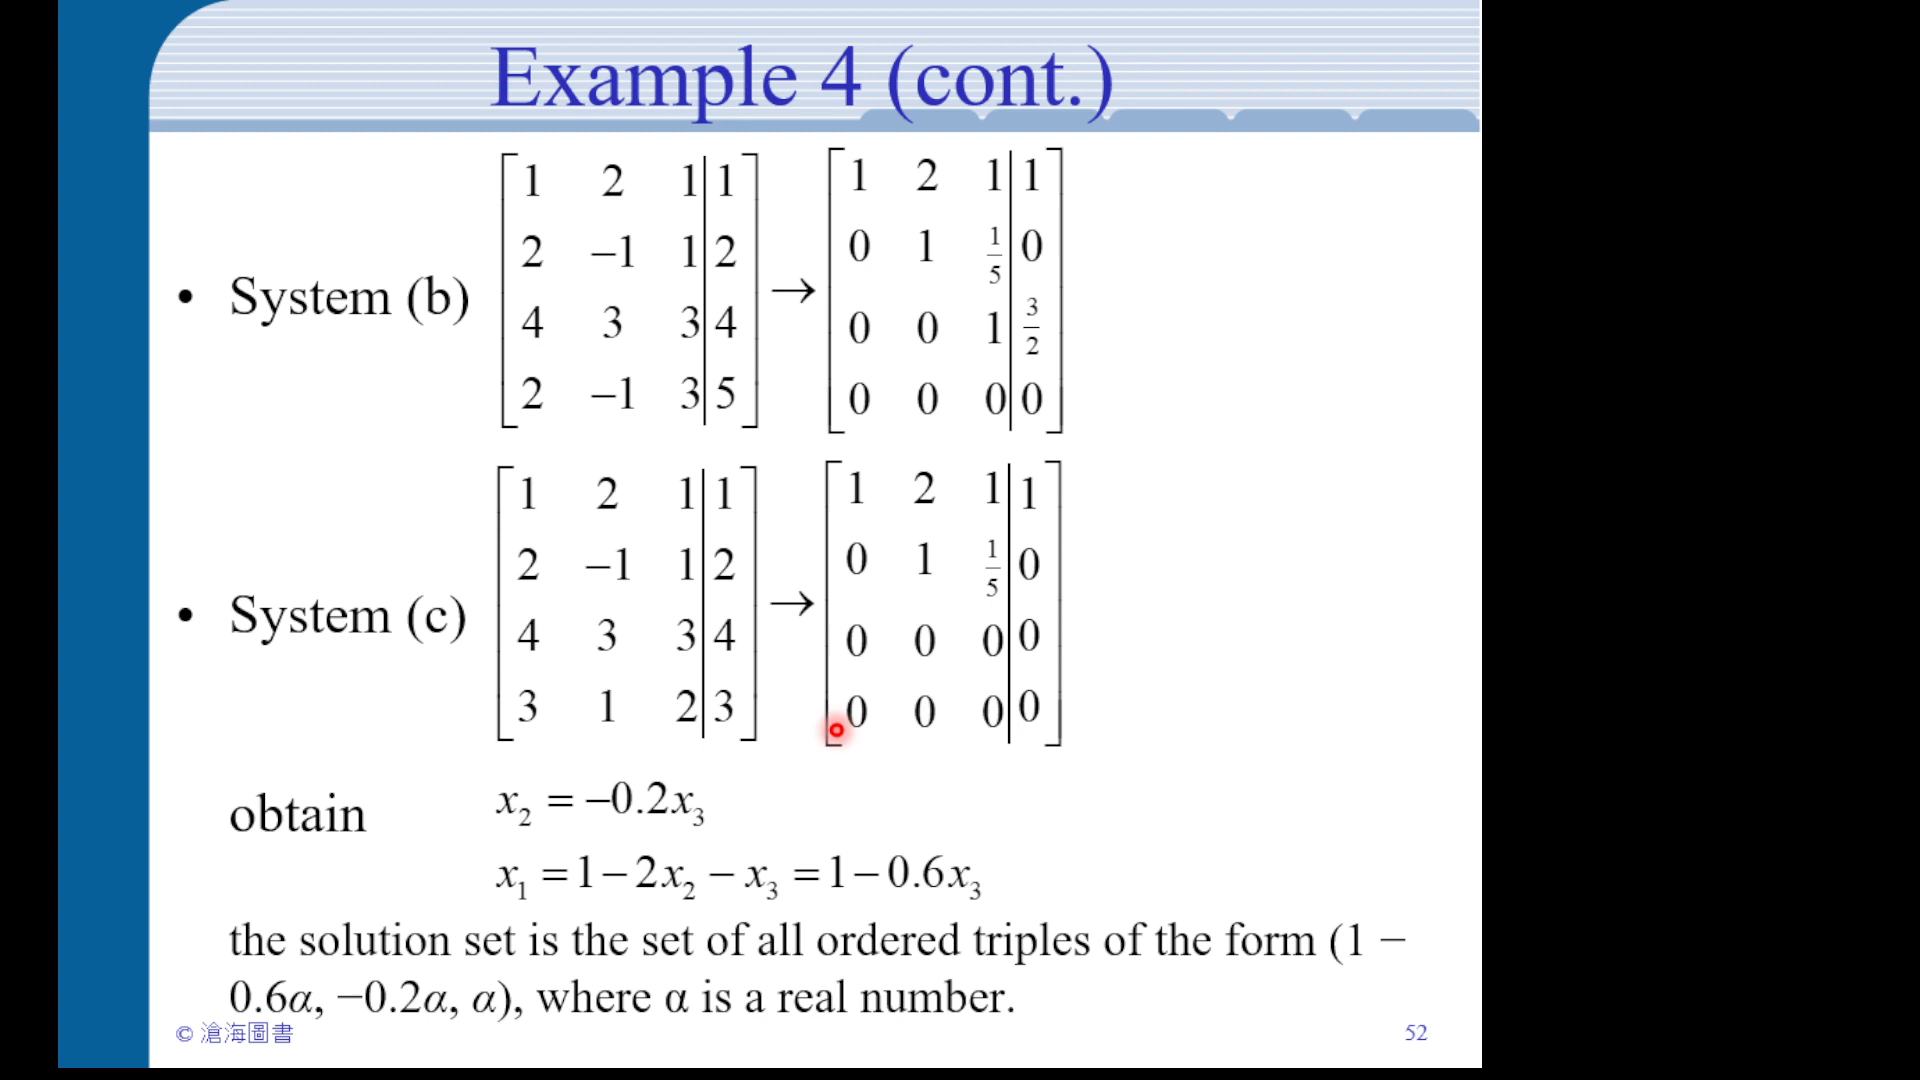 Example 4 (cont.)
• System (b) [1 2 1 | 1; 2 −1 1 | 2; 4 3 3 | 4; 2 −1 3 | 5] → [1 2 1 | 1; 0 1 1/5 | 0; 0 0 1 | 3/2; 0 0 0 | 0]
• System (c) [1 2 1 | 1; 2 −1 1 | 2; 4 3 3 | 4; 3 1 2 | 3] → [1 2 1 | 1; 0 1 1/5 | 0; 0 0 0 | 0; 0 0 0 | 0]
obtain x₂ = −0.2x₃
x₁ = 1 − 2x₂ − x₃ = 1 − 0.6x₃
the solution set is the set of all ordered triples of the form (1 −
0.6α, −0.2α, α), where α is a real number.
© 滄海圖書
52